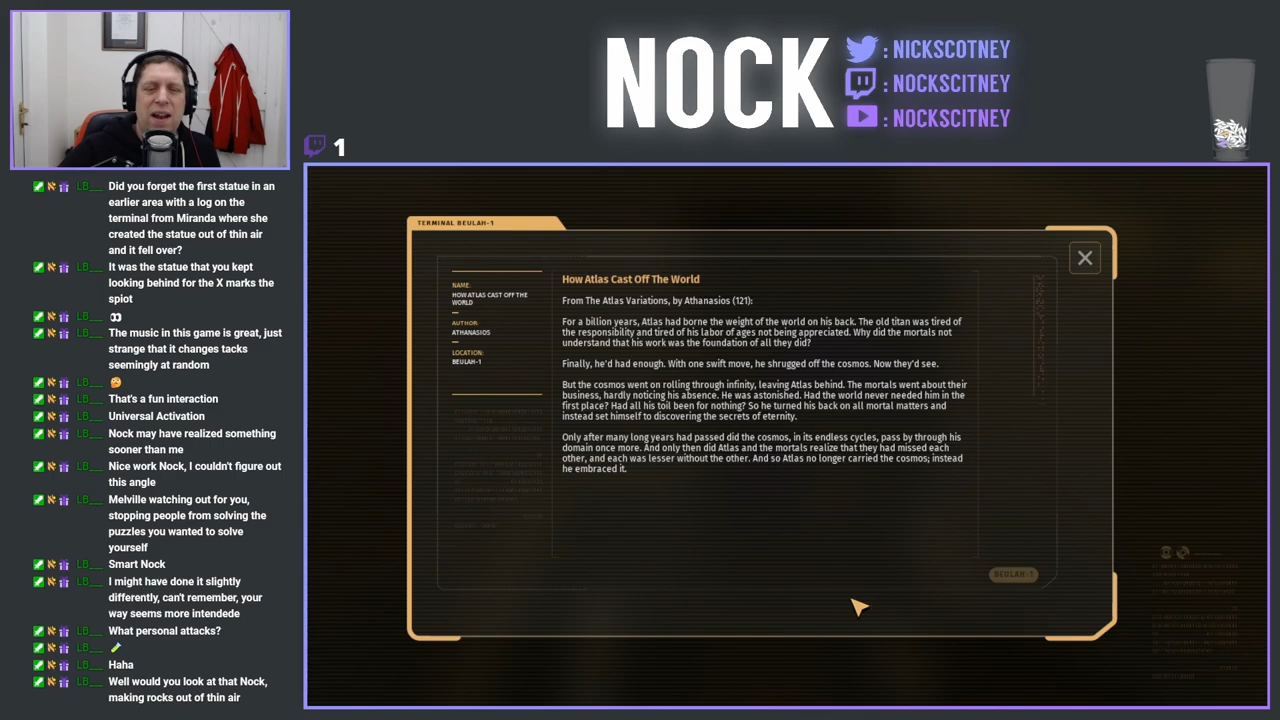 LB__ Did you forget the first statue in an
earlier area with a log on the
terminal from Miranda where she
created the statue out of thin air
and it fell over?
LB__ It was the statue that you kept
looking behind for the X marks the
spiot
LB__ 👀
LB__ The music in this game is great, just
strange that it changes tacks
seemingly at random
LB__ 🤔
LB__ That's a fun interaction
LB__ Universal Activation
LB__ Nock may have realized something
sooner than me
LB__ Nice work Nock, I couldn't figure out
this angle
LB__ Melville watching out for you,
stopping people from solving the
puzzles you wanted to solve
yourself
LB__ Smart Nock
LB__ I might have done it slightly
differently, can't remember, your
way seems more intendede
LB__ What personal attacks?
LB__
LB__ Haha
LB__ Well would you look at that Nock,
making rocks out of thin air
NOCK
: NICKSCOTNEY
: NOCKSCITNEY
: NOCKSCITNEY
1
TERMINAL BEULAH-1
NAME:
HOW ATLAS CAST OFF THE
WORLD
AUTHOR:
ATHANASIOS
LOCATION:
BEULAH-1
How Atlas Cast Off The World
From The Atlas Variations, by Athanasios (121):
For a billion years, Atlas had borne the weight of the world on his back. The old titan was tired of
the responsibility and tired of his labor of ages not being appreciated. Why did the mortals not
understand that his work was the foundation of all they did?
Finally, he'd had enough. With one swift move, he shrugged off the cosmos. Now they'd see.
But the cosmos went on rolling through infinity, leaving Atlas behind. The mortals went about their
business, hardly noticing his absence. He was astonished. Had the world never needed him in the
first place? Had all his toil been for nothing? So he turned his back on all mortal matters and
instead set himself to discovering the secrets of eternity.
Only after many long years had passed did the cosmos, in its endless cycles, pass by through his
domain once more. And only then did Atlas and the mortals realize that they had missed each
other, and each was lesser without the other. And so Atlas no longer carried the cosmos; instead
he embraced it.
BEULAH-1